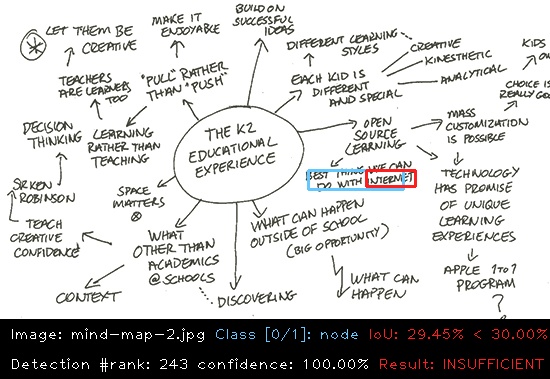 LET THEM BE
CREATIVE
MAKE IT
ENJOYABLE
BUILD ON
SUCCESSFUL
IDEAS
DIFFERENT LEARNING
STYLES
CREATIVE
KINESTHETIC
ANALYTICAL
KIDS
TEACHERS
ARE LEARNERS
TOO
"PULL" RATHER
THAN "PUSH"
EACH KID IS
DIFFERENT
AND SPECIAL
CHOICE IS
DECISION
THINKING
LEARNING
RATHER THAN
TEACHING
THE K2
EDUCATIONAL
EXPERIENCE
OPEN
SOURCE
LEARNING
MASS
CUSTOMIZATION
IS POSSIBLE
SIR KEN
ROBINSON
SPACE
MATTERS
BEST THING WE CAN
DO WITH INTERNET
TECHNOLOGY
HAS PROMISE
OF UNIQUE
LEARNING
EXPERIENCES
TEACH
CREATIVE
CONFIDENCE
WHAT
OTHER THAN
ACADEMICS
@ SCHOOLS
WHAT CAN HAPPEN
OUTSIDE OF SCHOOL
(BIG OPPORTUNITY)
APPLE 1 TO 1
PROGRAM
?
CONTEXT
DISCOVERING
WHAT CAN
HAPPEN
Image: mind-map-2.jpg Class [0/1]: node IoU: 29.45% < 30.00%
Detection #rank: 243 confidence: 100.00% Result: INSUFFICIENT